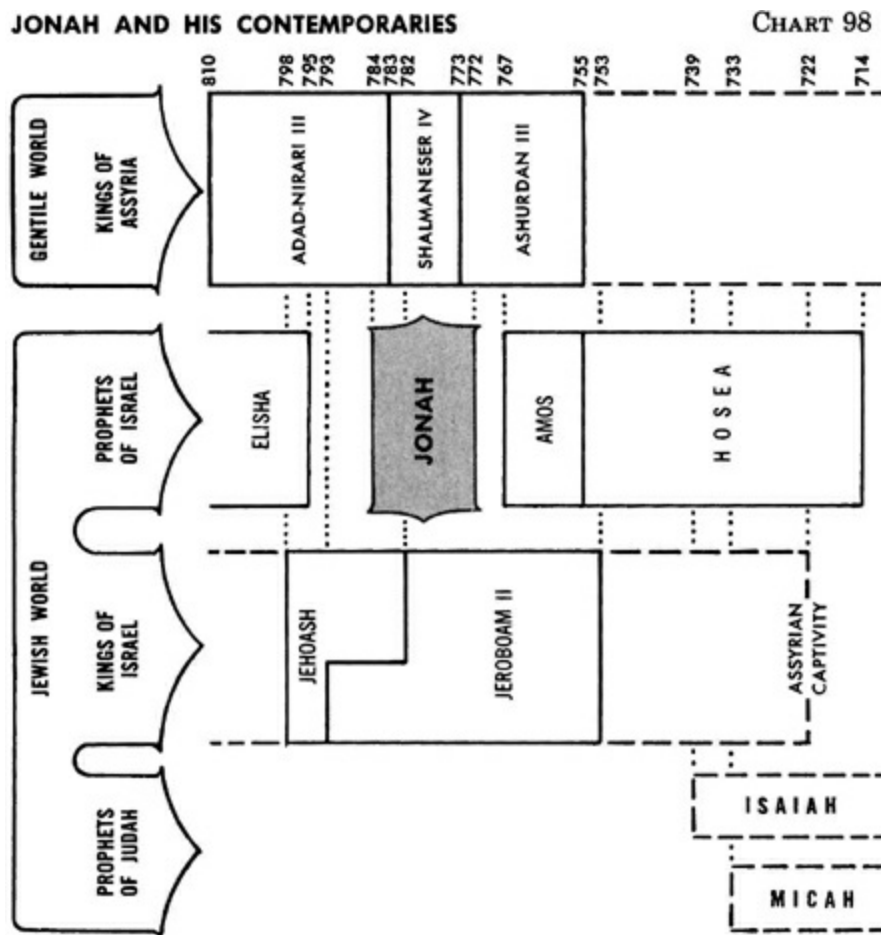 JONAH AND HIS CONTEMPORARIES
CHART 98
810
798
795
793
784
783
782
773
772
767
755
753
739
733
722
714
GENTILE WORLD
KINGS OF
ASSYRIA
ADAD-NIRARI III
SHALMANESER IV
ASHURDAN III
JEWISH WORLD
PROPHETS
OF ISRAEL
ELISHA
JONAH
AMOS
HOSEA
KINGS OF
ISRAEL
JEHOASH
JEROBOAM II
ASSYRIAN
CAPTIVITY
PROPHETS
OF JUDAH
ISAIAH
MICAH